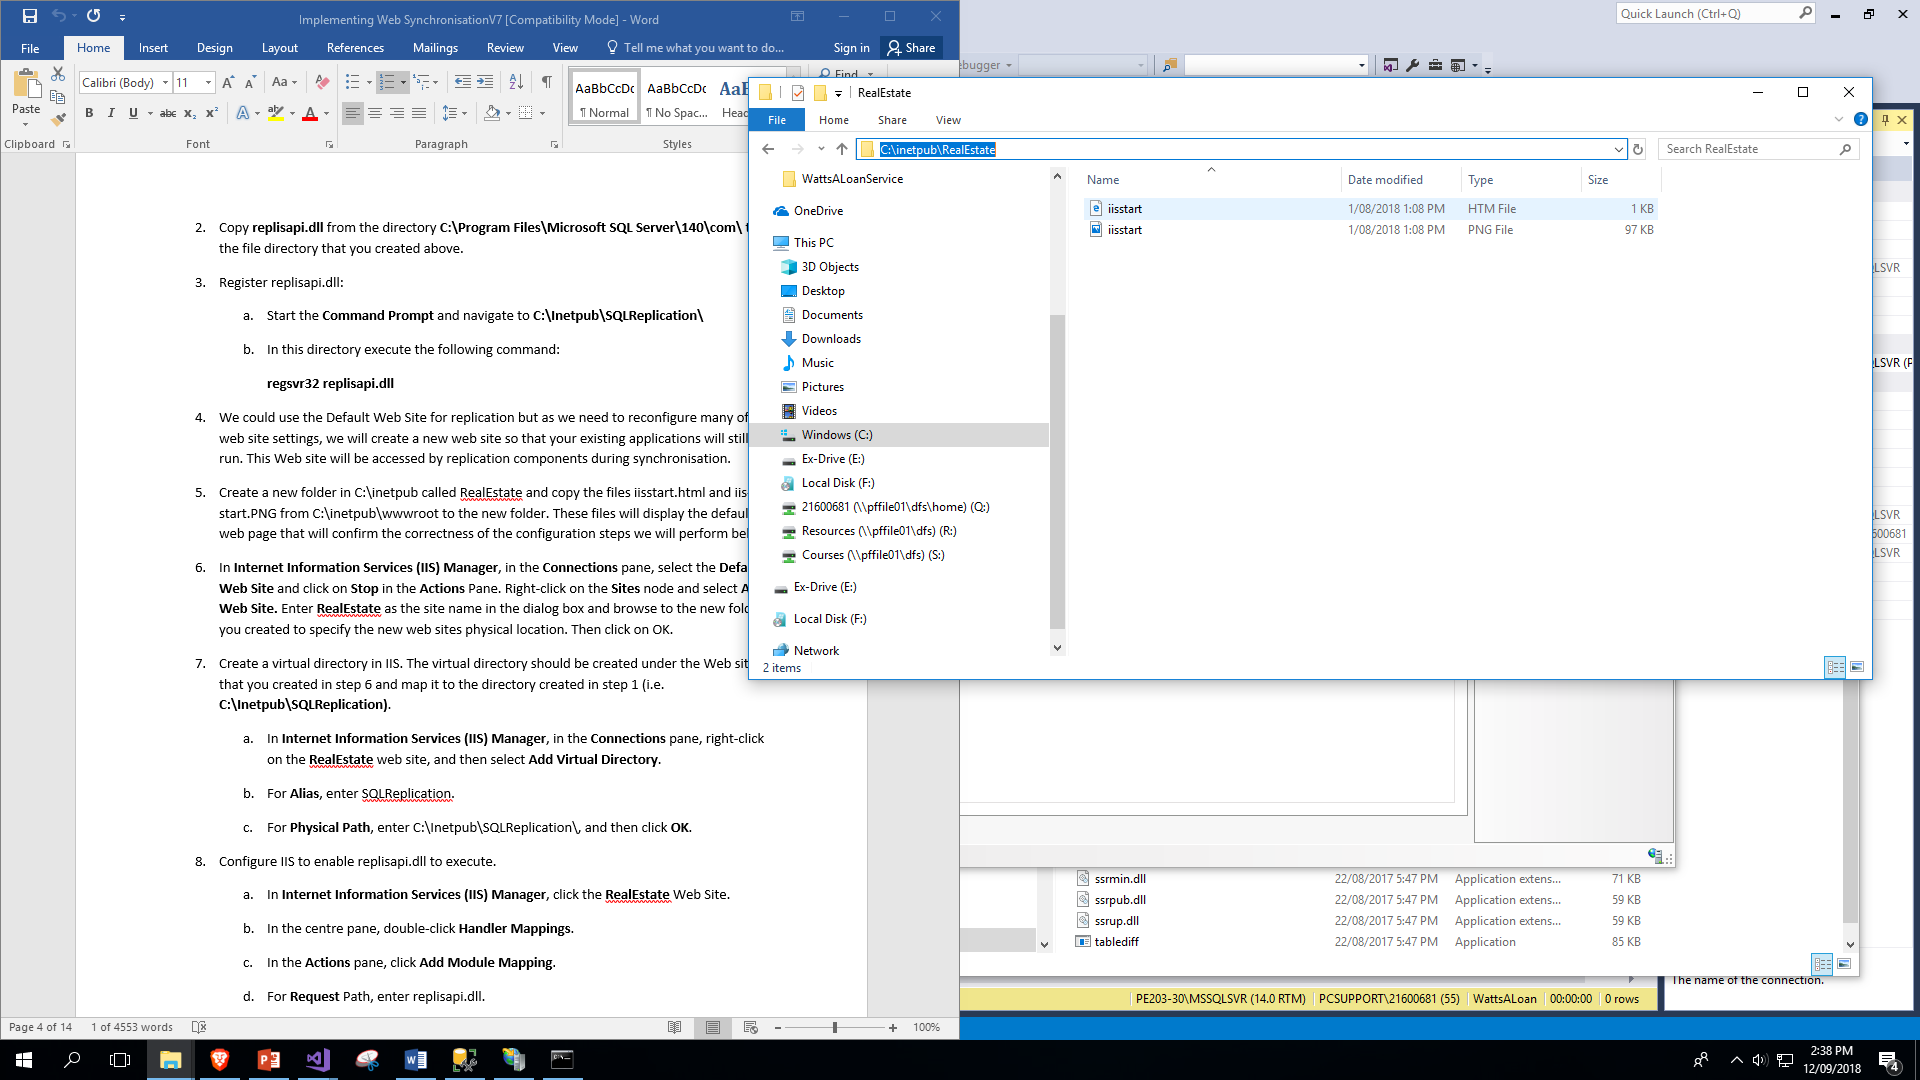 Implementing Web SynchronisationV7 [Compatibility Mode] - Word
File Home Insert Design Layout References Mailings Review View Tell me what you want to do... Sign in Share
Paste
Calibri (Body) 11 Aa
B I U abc x₂ x² A A
AaBbCcDc AaBbCcDc AaB
¶ Normal ¶ No Spac... Head
Find
Clipboard Font Paragraph Styles
2. Copy replisapi.dll from the directory C:\Program Files\Microsoft SQL Server\140\com\ t
the file directory that you created above.
3. Register replisapi.dll:
a. Start the Command Prompt and navigate to C:\Inetpub\SQLReplication\
b. In this directory execute the following command:
regsvr32 replisapi.dll
4. We could use the Default Web Site for replication but as we need to reconfigure many of
web site settings, we will create a new web site so that your existing applications will still
run. This Web site will be accessed by replication components during synchronisation.
5. Create a new folder in C:\inetpub called RealEstate and copy the files iisstart.html and iis
start.PNG from C:\inetpub\wwwroot to the new folder. These files will display the default
web page that will confirm the correctness of the configuration steps we will perform bel
6. In Internet Information Services (IIS) Manager, in the Connections pane, select the Defa
Web Site and click on Stop in the Actions Pane. Right-click on the Sites node and select A
Web Site. Enter RealEstate as the site name in the dialog box and browse to the new fold
you created to specify the new web sites physical location. Then click on OK.
7. Create a virtual directory in IIS. The virtual directory should be created under the Web sit
that you created in step 6 and map it to the directory created in step 1 (i.e.
C:\Inetpub\SQLReplication).
a. In Internet Information Services (IIS) Manager, in the Connections pane, right-click
on the RealEstate web site, and then select Add Virtual Directory.
b. For Alias, enter SQLReplication.
c. For Physical Path, enter C:\Inetpub\SQLReplication\, and then click OK.
8. Configure IIS to enable replisapi.dll to execute.
a. In Internet Information Services (IIS) Manager, click the RealEstate Web Site.
b. In the centre pane, double-click Handler Mappings.
c. In the Actions pane, click Add Module Mapping.
d. For Request Path, enter replisapi.dll.
Page 4 of 14 1 of 4553 words 100%
Quick Launch (Ctrl+Q)
ebugger
RealEstate
File Home Share View
C:\inetpub\RealEstate
Search RealEstate
WattsALoanService
OneDrive
This PC
3D Objects
Desktop
Documents
Downloads
Music
Pictures
Videos
Windows (C:)
Ex-Drive (E:)
Local Disk (F:)
21600681 (\\pffile01\dfs\home) (Q:)
Resources (\\pffile01\dfs) (R:)
Courses (\\pffile01\dfs) (S:)
Ex-Drive (E:)
Local Disk (F:)
Network
2 items
Name Date modified Type Size
iisstart 1/08/2018 1:08 PM HTM File 1 KB
iisstart 1/08/2018 1:08 PM PNG File 97 KB
LSVR
LSVR (P
LSVR
600681
LSVR
ssrmin.dll 22/08/2017 5:47 PM Application extens... 71 KB
ssrpub.dll 22/08/2017 5:47 PM Application extens... 59 KB
ssrup.dll 22/08/2017 5:47 PM Application extens... 59 KB
tablediff 22/08/2017 5:47 PM Application 85 KB
The name of the connection.
PE203-30\MSSQLSVR (14.0 RTM) PCSUPPORT\21600681 (55) WattsALoan 00:00:00 0 rows
2:38 PM
12/09/2018
4